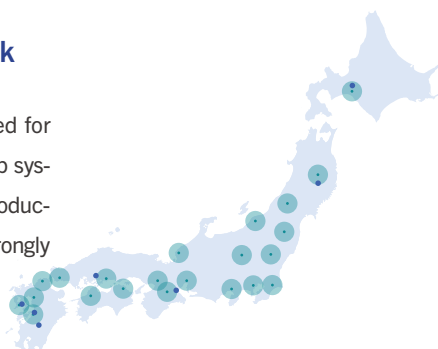 k
ed for
p sys-
oduc-
rongly